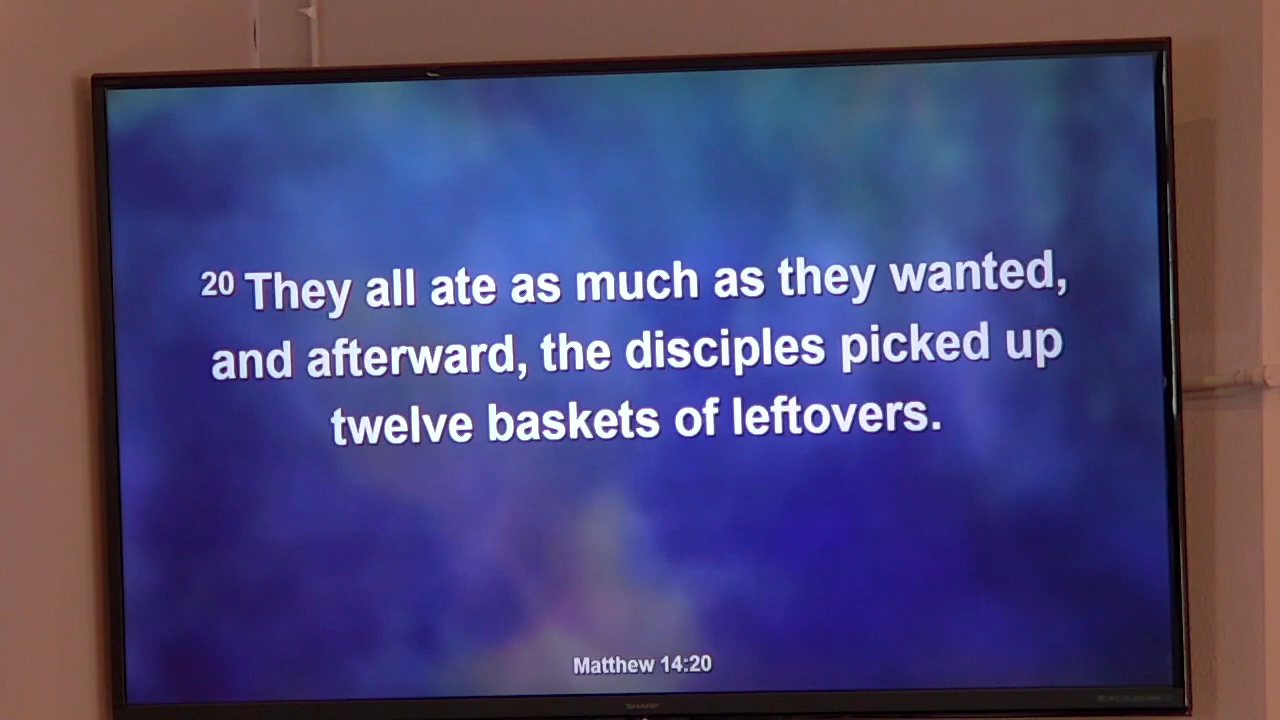 20 They all ate as much as they wanted,
and afterward, the disciples picked up
twelve baskets of leftovers.
Matthew 14:20
SHARP